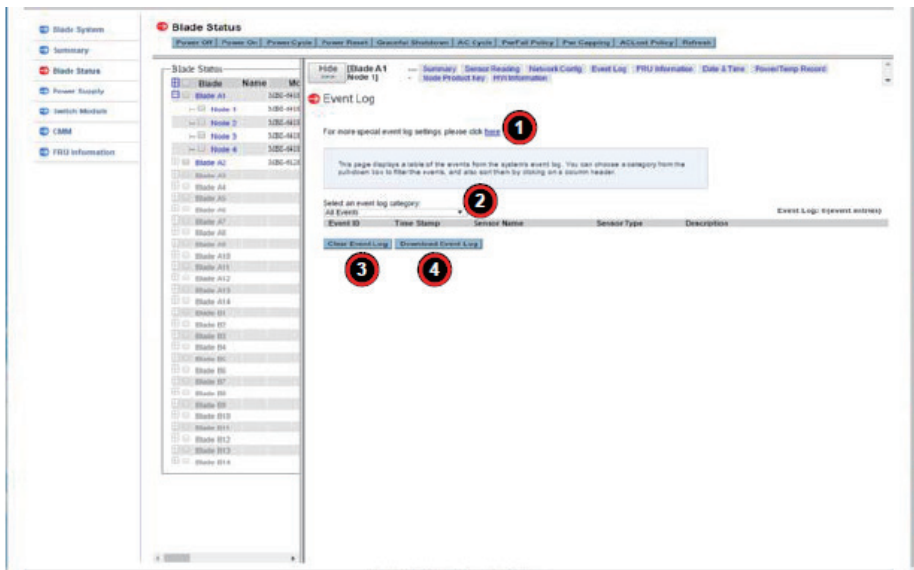 Blade System
Summary
Blade Status
Power Supply
Switch Module
CMM
FRU Information
Blade Status
Power Off Power On Power Cycle Power Reset Graceful Shutdown AC Cycle PwrFail Policy Pwr Capping ACLost Policy Refresh
Blade Status
Blade Name Mo
Blade A1
Node 1
Node 2
Node 3
Node 4
Blade A2
Blade A3
Blade A4
Blade A5
Blade A6
Blade A7
Blade A8
Blade A9
Blade A10
Blade A11
Blade A12
Blade A13
Blade A14
Blade B1
Blade B2
Blade B3
Blade B4
Blade B5
Blade B6
Blade B7
Blade B8
Blade B9
Blade B10
Blade B11
Blade B12
Blade B13
Blade B14
Hide [Blade A1 Node 1]
Summary Sensor Reading Network Config Event Log FRU Information Date & Time Power/Temp Record
Node Product Key
Event Log
For more special event log settings, please click here
1
This page displays a table of the events from the system's event log. You can choose a category from the
pull-down box to filter the events, and also sort them by clicking on a column header.
Select an event log category:
2
All Events
Event Log: 0(event entries)
Event ID Time Stamp Sensor Name Sensor Type Description
Clear Event Log Download Event Log
3 4